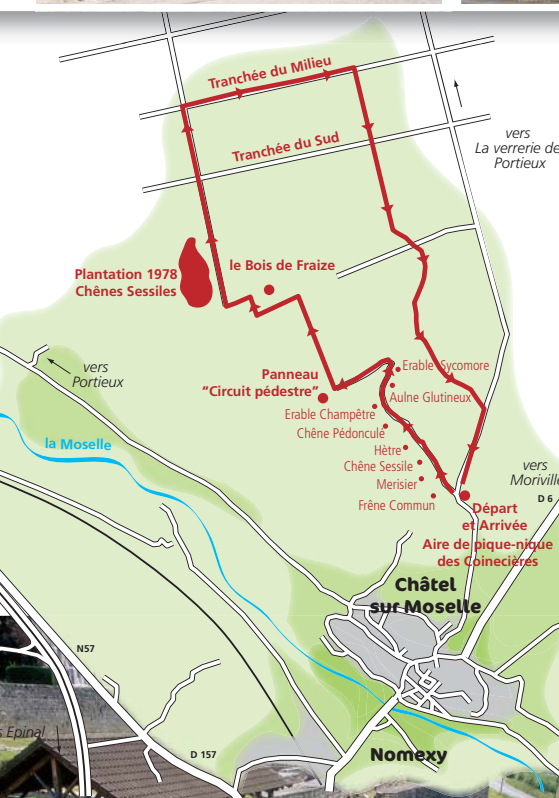 Tranchée du Milieu
Tranchée du Sud
vers
La verrerie de
Portieux
le Bois de Fraize
Plantation 1978
Chênes Sessiles
vers
Portieux
Panneau
“Circuit pédestre”
Erable Sycomore
Aulne Glutineux
Erable Champêtre
Chêne Pédonculé
Hètre
Chêne Sessile
Merisier
Frêne Commun
la Moselle
vers
Moriville
D 6
Départ
et Arrivée
Aire de pique-nique
des Coinecières
Châtel
sur Moselle
N57
Epinal
D 157
Nomexy